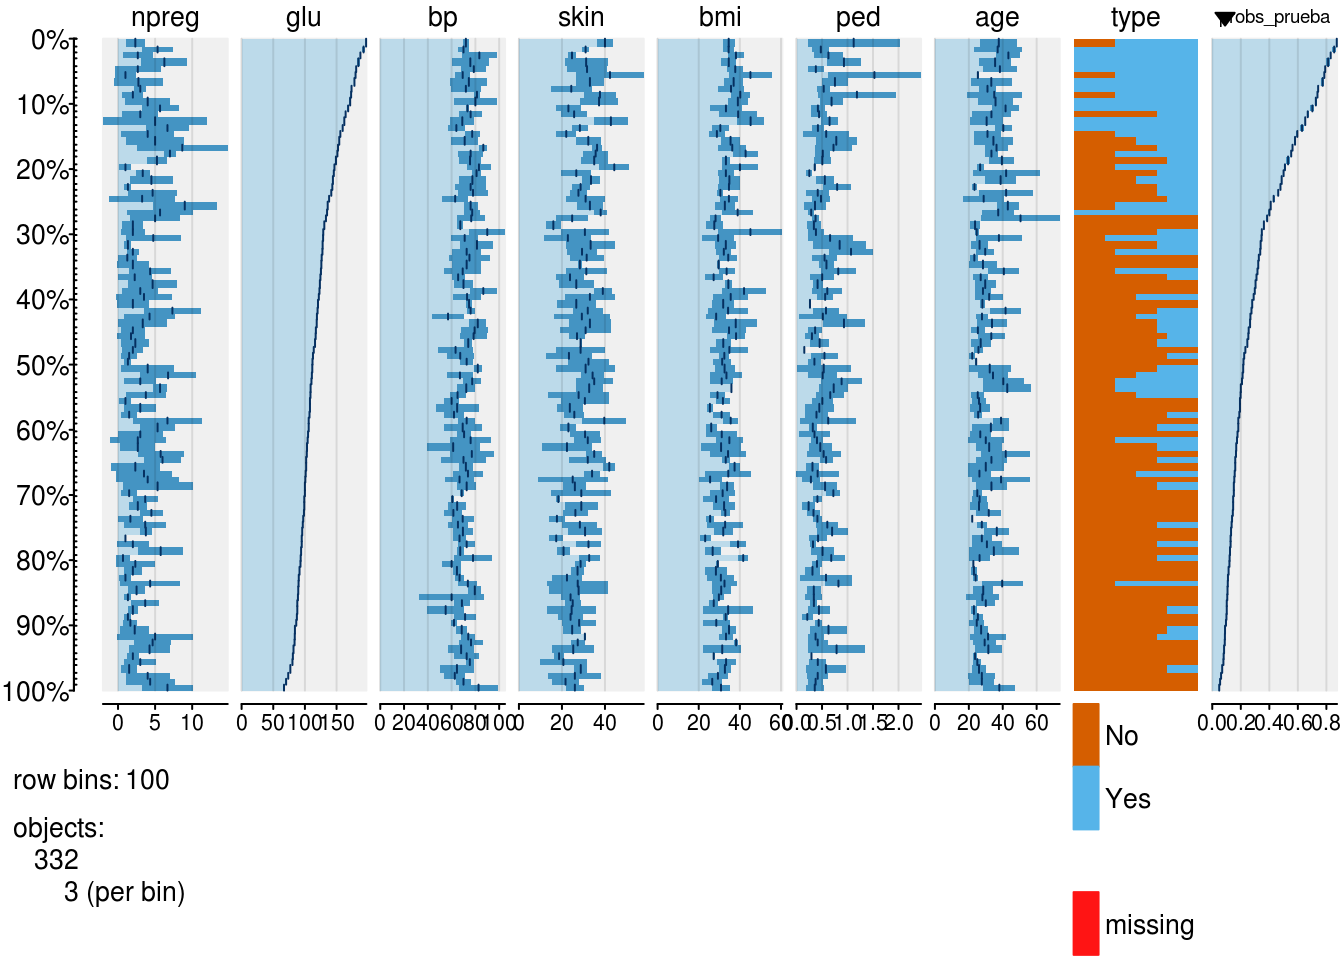 npreg glu bp skin bmi ped age type probs_prueba
0%
10%
20%
30%
40%
50%
60%
70%
80%
90%
100%
0 5 10 0 50 100 150 0 20 40 60 80 100 0 20 40 0 20 40 60 0.0 0.5 1.0 1.5 2.0 0 20 40 60 0.0 0.2 0.4 0.6 0.8
No
Yes
missing
row bins: 100
objects:
332
3 (per bin)